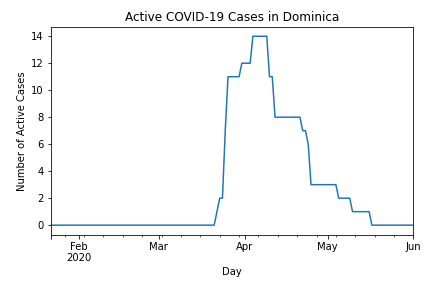 Active COVID-19 Cases in Dominica
Number of Active Cases
14
12
10
8
6
4
2
0
Feb Mar Apr May Jun
2020
Day